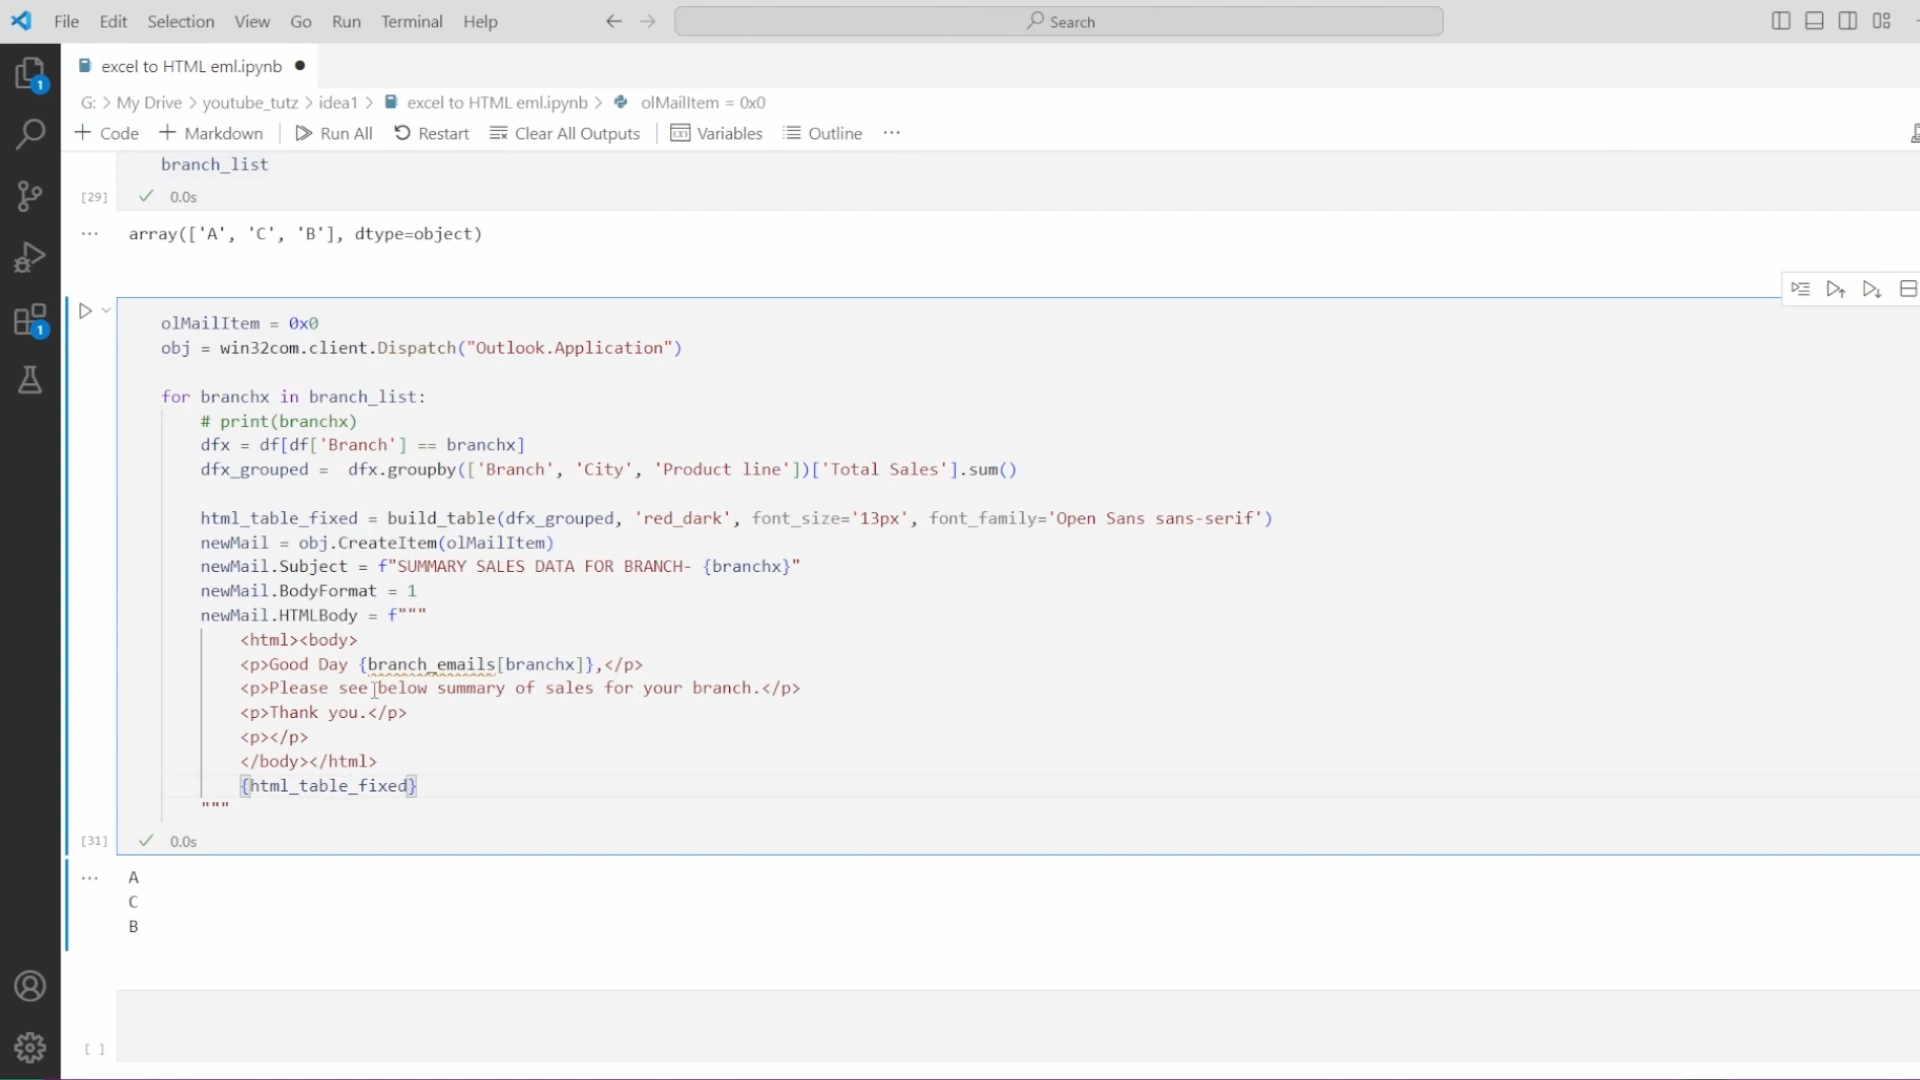 File Edit Selection View Go Run Terminal Help Search
excel to HTML eml.ipynb
G: > My Drive > youtube_tutz > idea1 > excel to HTML eml.ipynb > olMailItem = 0x0
+ Code + Markdown Run All Restart Clear All Outputs Variables Outline ...
branch_list
[29] 0.0s
... array(['A', 'C', 'B'], dtype=object)
olMailItem = 0x0
obj = win32com.client.Dispatch("Outlook.Application")
for branchx in branch_list:
# print(branchx)
dfx = df[df['Branch'] == branchx]
dfx_grouped =  dfx.groupby(['Branch', 'City', 'Product line'])['Total Sales'].sum()
html_table_fixed = build_table(dfx_grouped, 'red_dark', font_size='13px', font_family='Open Sans sans-serif')
newMail = obj.CreateItem(olMailItem)
newMail.Subject = f"SUMMARY SALES DATA FOR BRANCH- {branchx}"
newMail.BodyFormat = 1
newMail.HTMLBody = f"""
<html><body>
<p>Good Day {branch_emails[branchx]},</p>
<p>Please see below summary of sales for your branch.</p>
<p>Thank you.</p>
<p></p>
</body></html>
{html_table_fixed}
"""
[31] 0.0s
... A
C
B
[ ]
1
1